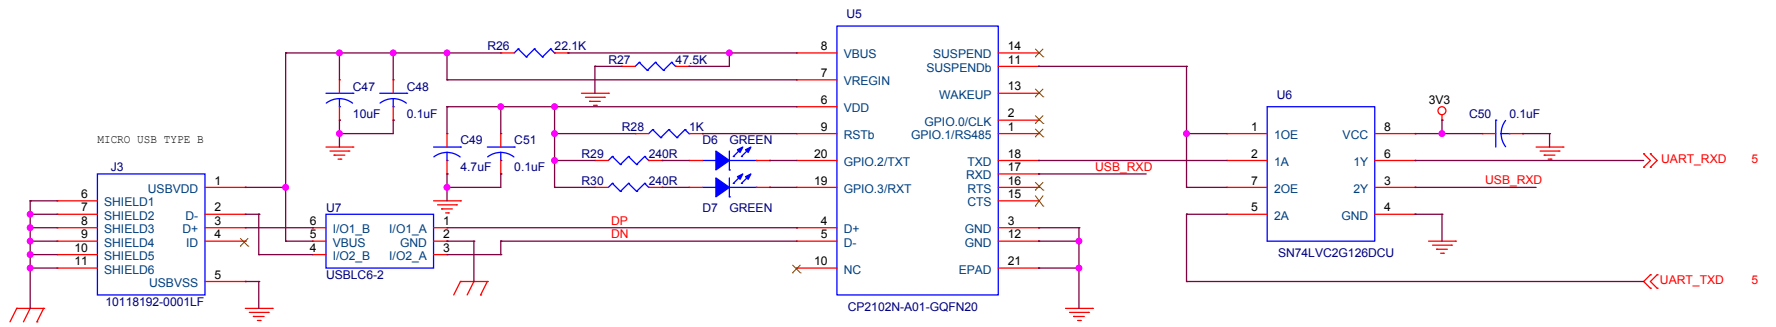 MICRO USB TYPE B
J3
6 SHIELD1
7 SHIELD2
8 SHIELD3
9 SHIELD4
10 SHIELD5
11 SHIELD6
USBVDD 1
D- 2
D+ 3
ID 4
USBVSS 5
10118192-0001LF
C47
10uF
C48
0.1uF
R26 22.1K
R27 47.5K
C49
4.7uF
C51
0.1uF
R28 1K
D6 GREEN
R29 240R
R30 240R
D7 GREEN
U7
6 I/O1_B I/O1_A 1
5 VBUS GND 2
4 I/O2_B I/O2_A 3
USBLC6-2
DP
DN
U5
8 VBUS
7 VREGIN
6 VDD
9 RSTb
20 GPIO.2/TXT
19 GPIO.3/RXT
4 D+
5 D-
10 NC
SUSPEND 14
SUSPENDb 11
WAKEUP 13
GPIO.0/CLK 2
GPIO.1/RS485 1
TXD 18
RXD 17
RTS 16
CTS 15
GND 3
GND 12
EPAD 21
CP2102N-A01-GQFN20
USB_RXD
U6
1 1OE VCC 8
2 1A 1Y 6
7 2OE 2Y 3
5 2A GND 4
SN74LVC2G126DCU
3V3
C50 0.1uF
UART_RXD 5
USB_RXD
UART_TXD 5